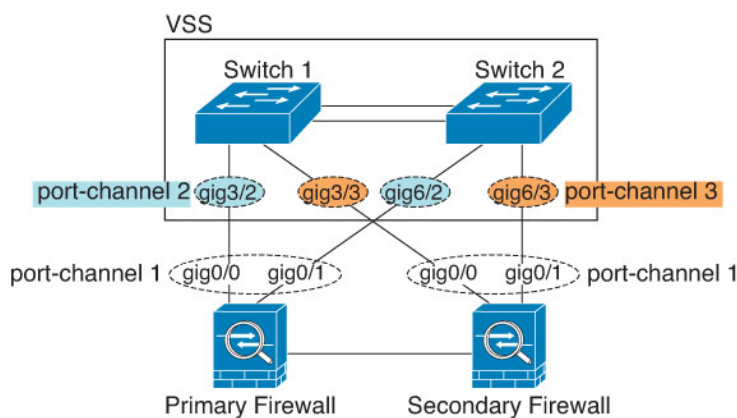 VSS
Switch 1
Switch 2
port-channel 2 gig3/2 gig3/3 gig6/2 gig6/3 port-channel 3
port-channel 1 gig0/0 gig0/1 gig0/0 gig0/1 port-channel 1
Primary Firewall
Secondary Firewall